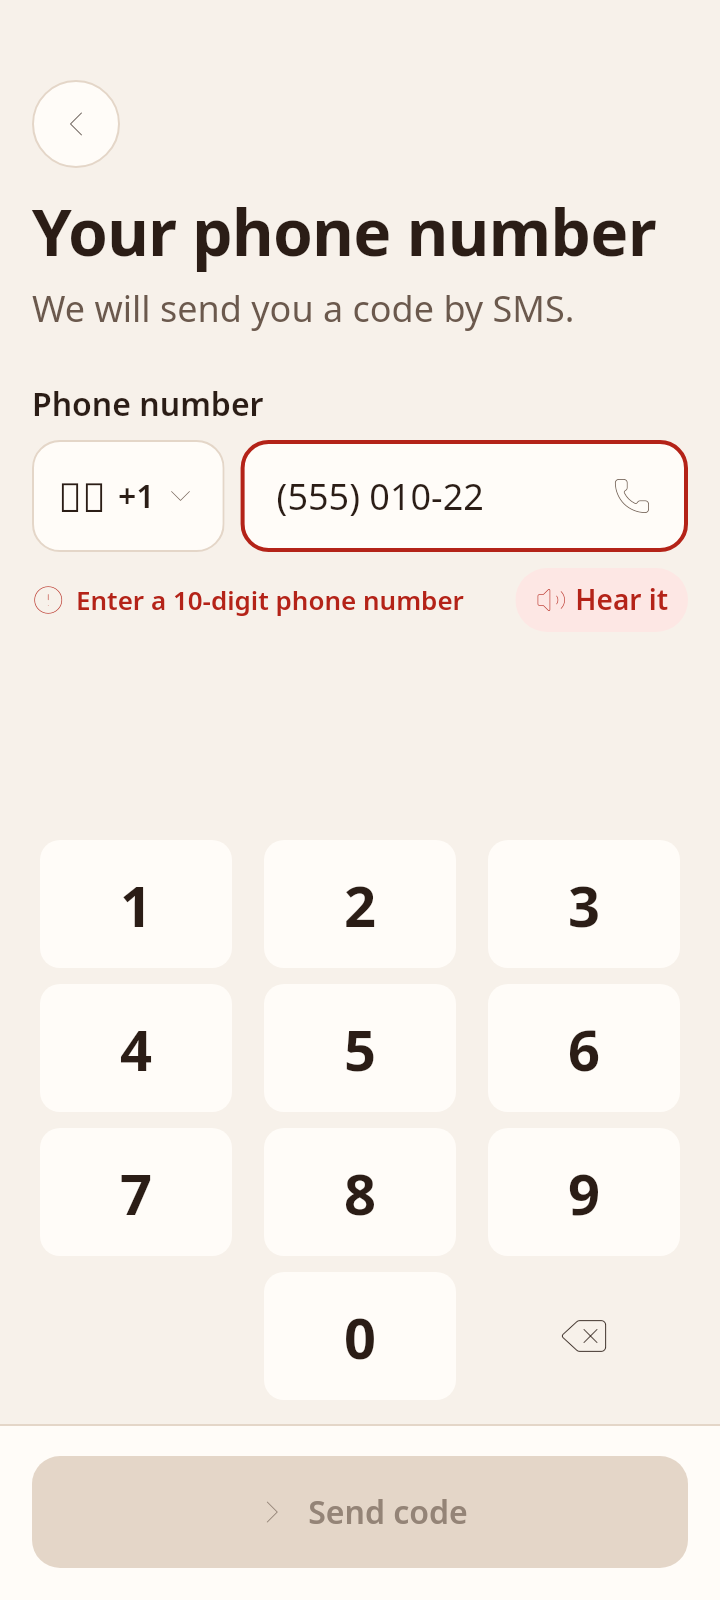 Your phone number
We will send you a code by SMS.
Phone number
+1
(555) 010-22
Enter a 10-digit phone number
Hear it
1 2 3
4 5 6
7 8 9
0
Send code